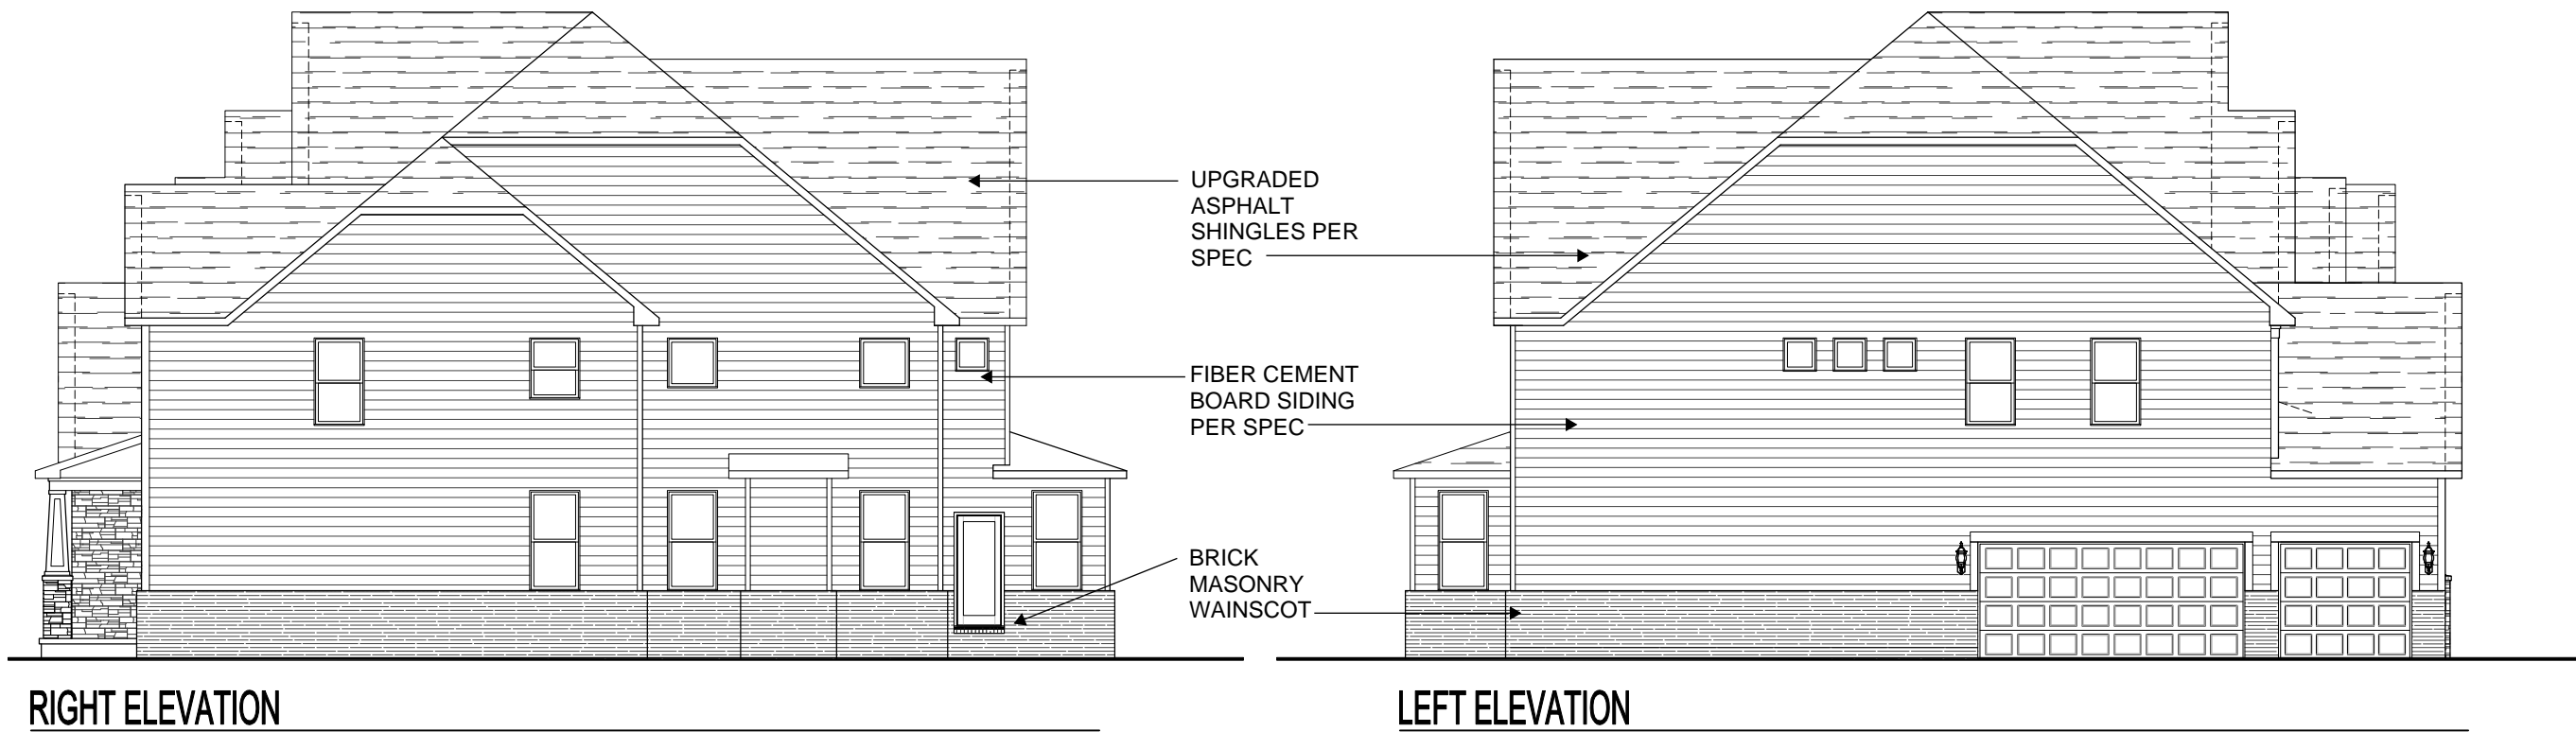 UPGRADED
ASPHALT
SHINGLES PER
SPEC
FIBER CEMENT
BOARD SIDING
PER SPEC
BRICK
MASONRY
WAINSCOT
RIGHT ELEVATION
LEFT ELEVATION